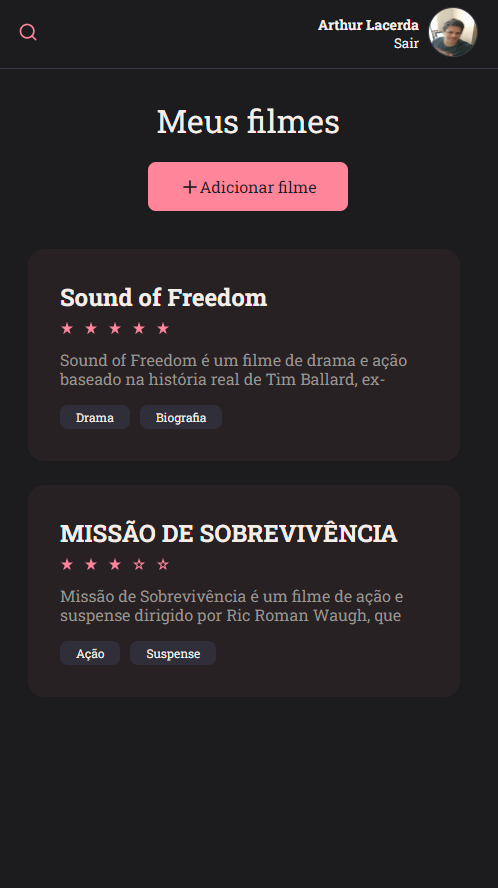 Arthur Lacerda
Sair
Meus filmes
Adicionar filme
Sound of Freedom
Sound of Freedom é um filme de drama e ação
baseado na história real de Tim Ballard, ex-
Drama Biografia
MISSÃO DE SOBREVIVÊNCIA
Missão de Sobrevivência é um filme de ação e
suspense dirigido por Ric Roman Waugh, que
Ação Suspense